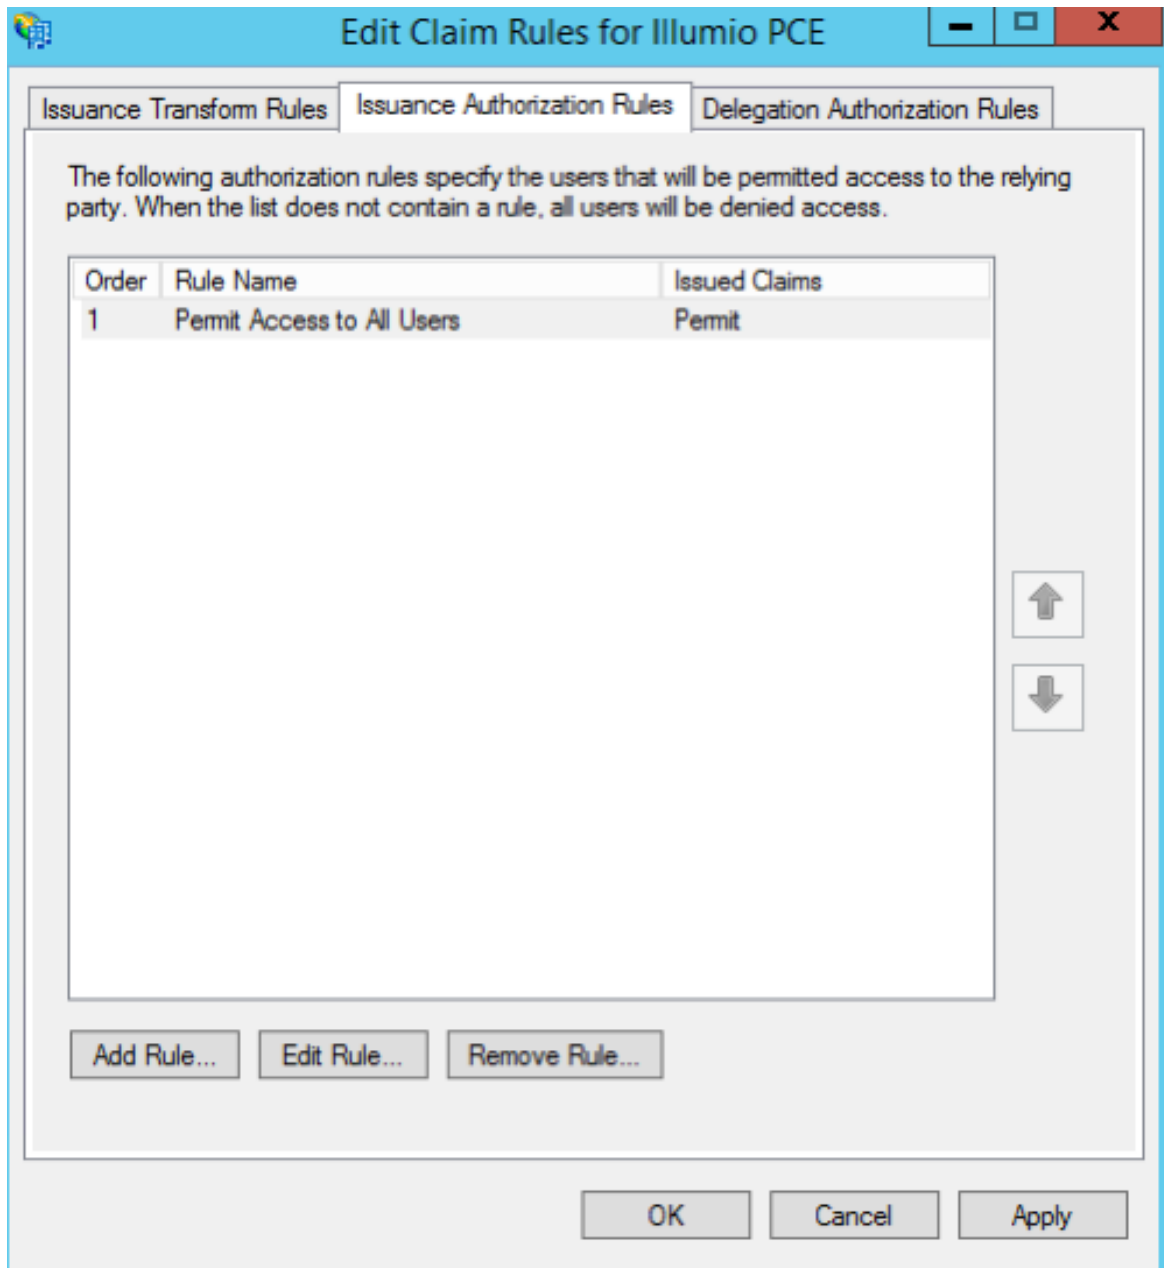 Edit Claim Rules for Illumio PCE
Issuance Transform Rules Issuance Authorization Rules Delegation Authorization Rules
The following authorization rules specify the users that will be permitted access to the relying
party. When the list does not contain a rule, all users will be denied access.
Order Rule Name Issued Claims
1 Permit Access to All Users Permit
Add Rule... Edit Rule... Remove Rule...
OK Cancel Apply